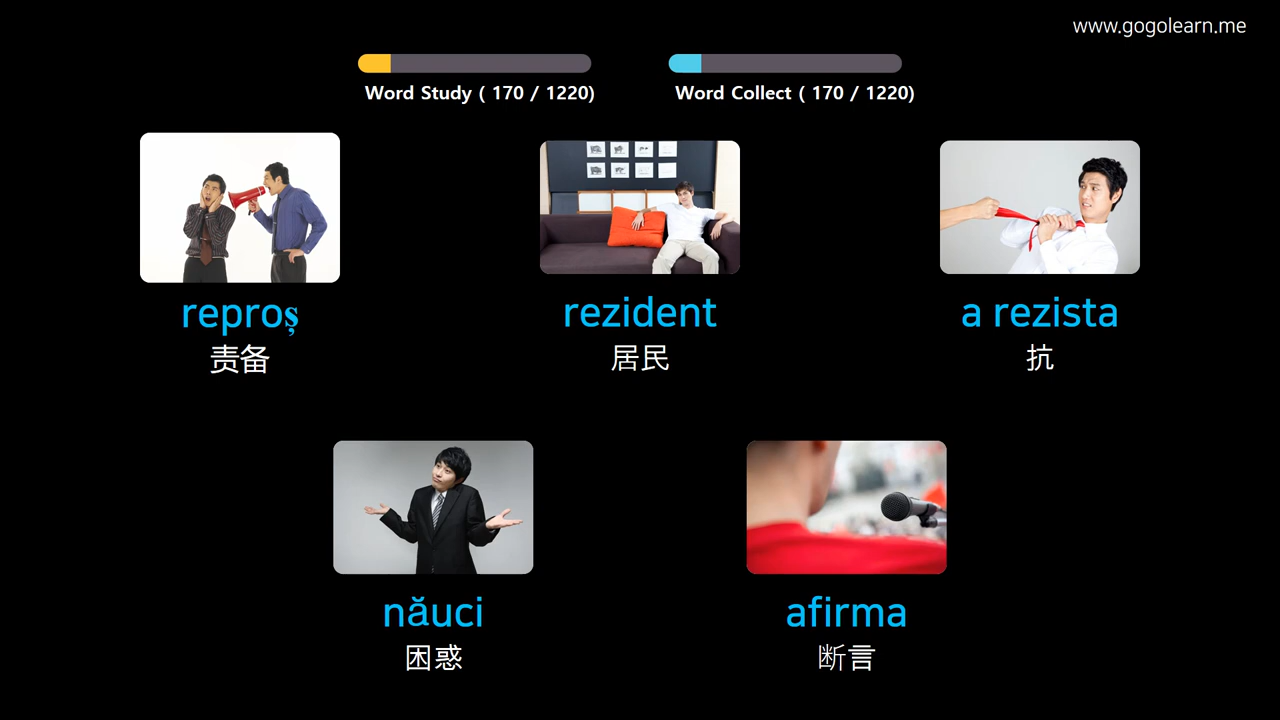 www.gogolearn.me
Word Study ( 170 / 1220)
Word Collect ( 170 / 1220)
reproș
责备
rezident
居民
a rezista
抗
năuci
困惑
afirma
断言